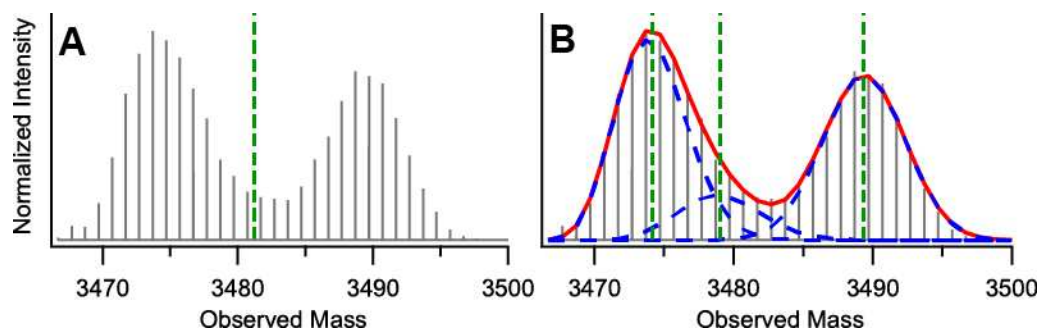 A
B
Normalized Intensity
3470 3480 3490 3500
3470 3480 3490 3500
Observed Mass
Observed Mass